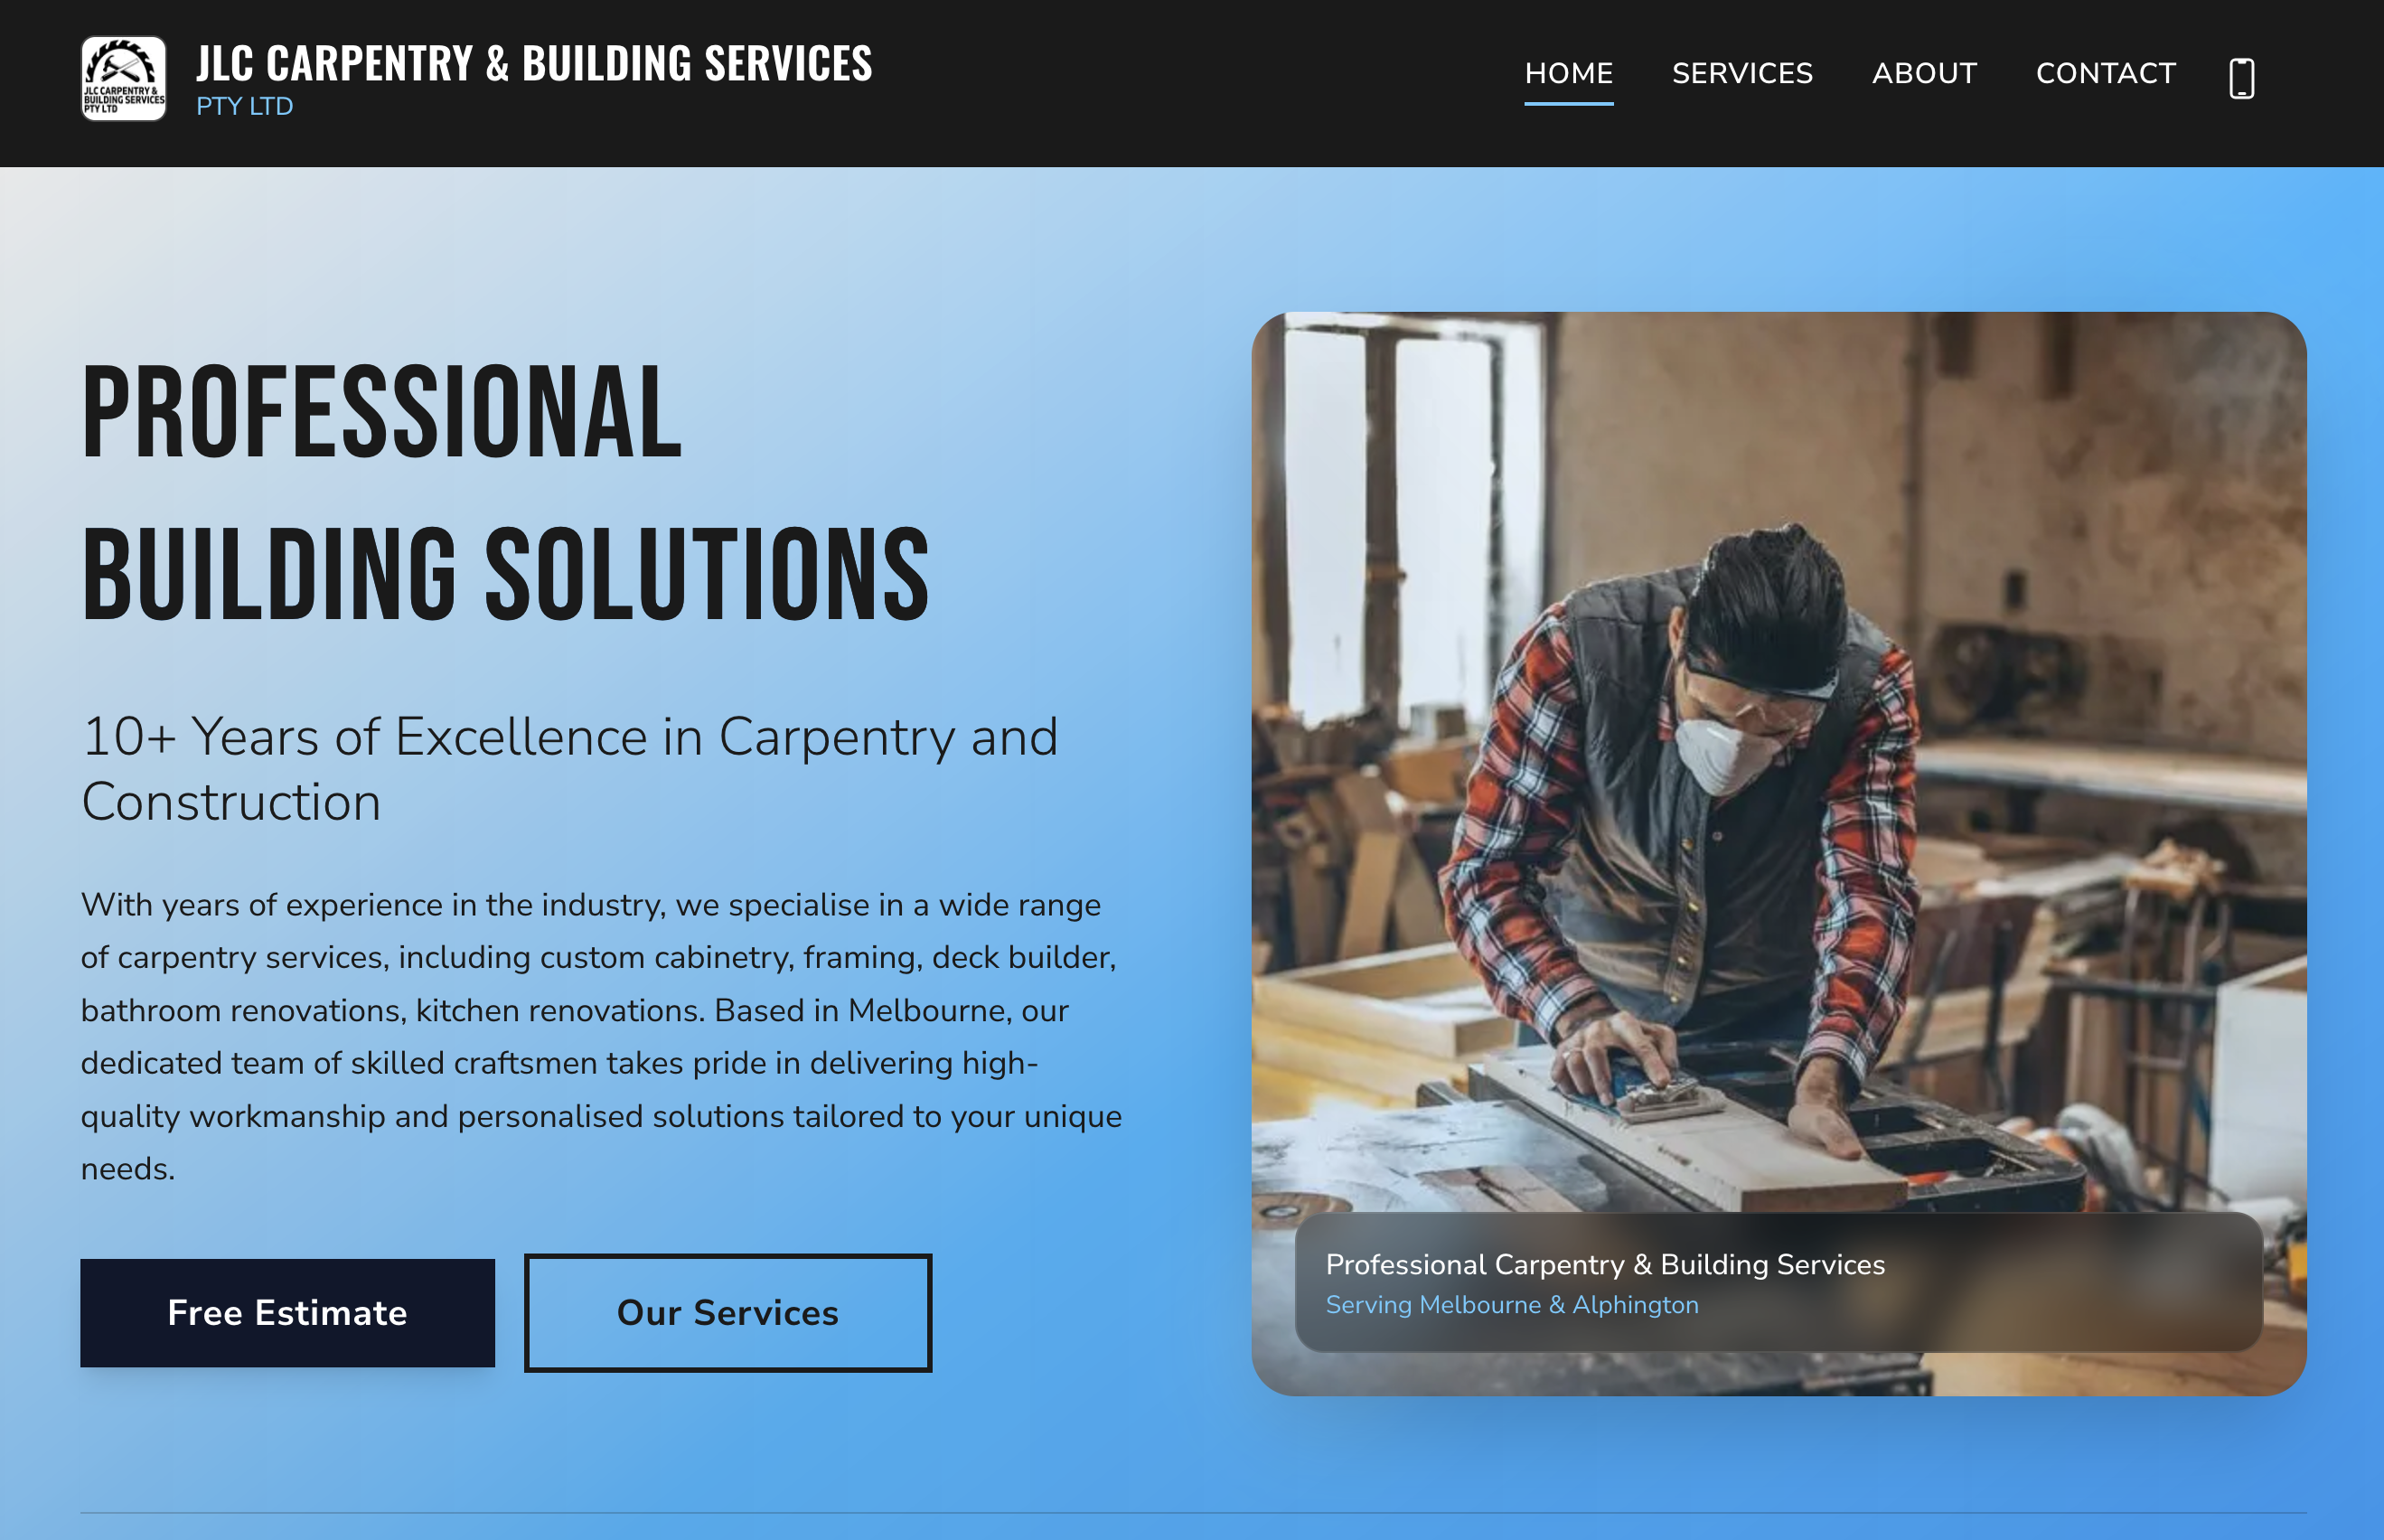 JLC CARPENTRY &
BUILDING SERVICES
PTY LTD
JLC CARPENTRY & BUILDING SERVICES
PTY LTD
HOME
SERVICES
ABOUT
CONTACT
PROFESSIONAL
BUILDING SOLUTIONS
10+ Years of Excellence in Carpentry and
Construction
With years of experience in the industry, we specialise in a wide range
of carpentry services, including custom cabinetry, framing, deck builder,
bathroom renovations, kitchen renovations. Based in Melbourne, our
dedicated team of skilled craftsmen takes pride in delivering high-
quality workmanship and personalised solutions tailored to your unique
needs.
Free Estimate
Our Services
Professional Carpentry & Building Services
Serving Melbourne & Alphington